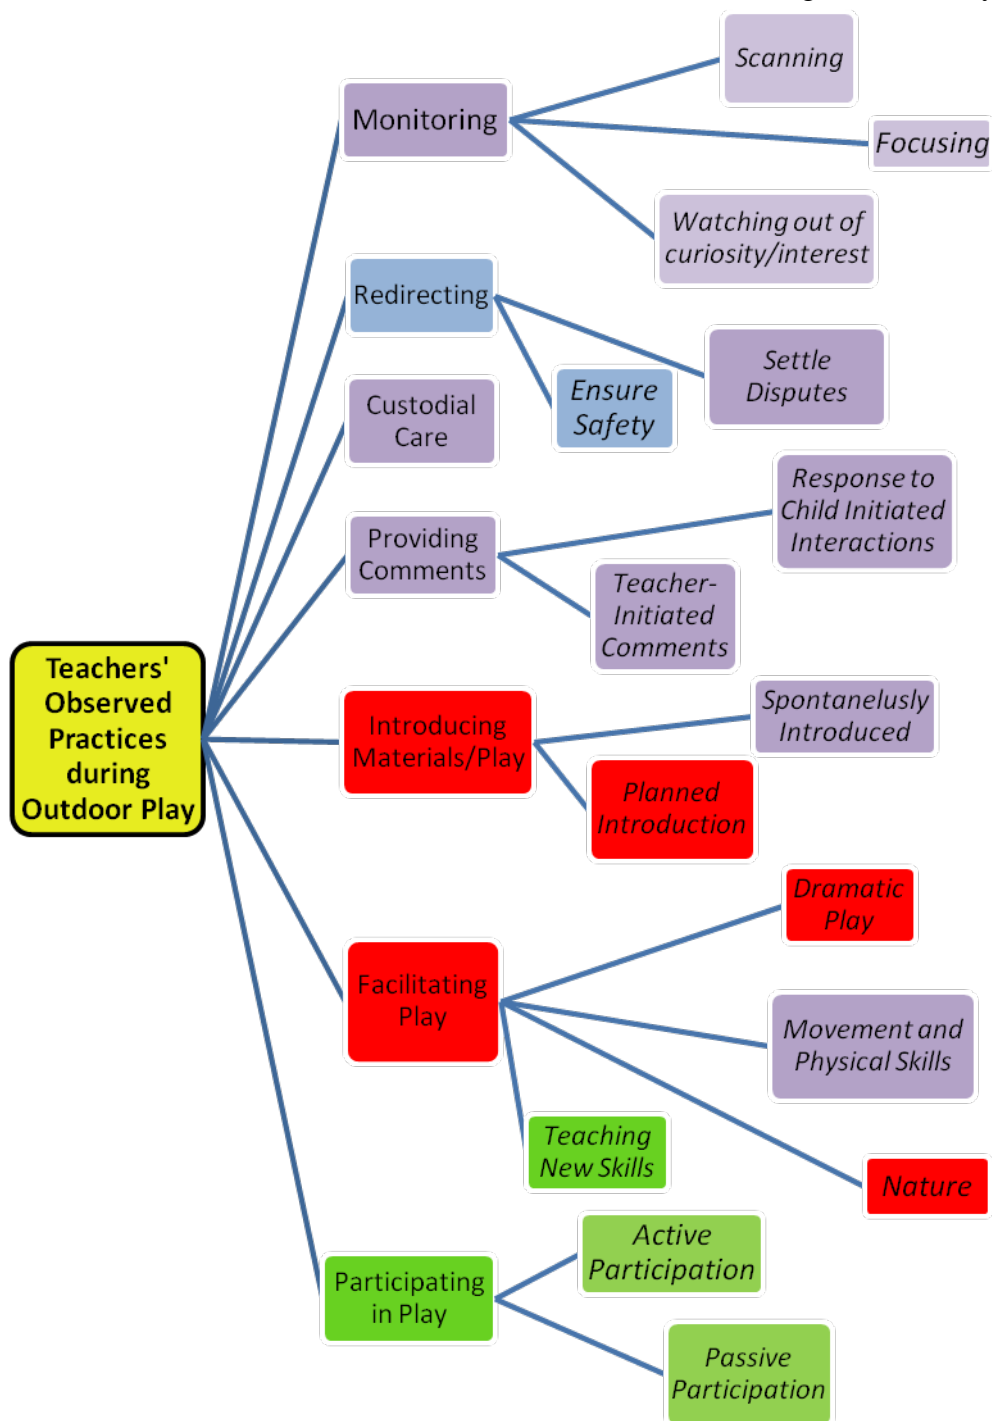 Scanning
Monitoring
Focusing
Watching out of
curiosity/interest
Redirecting
Settle
Disputes
Ensure
Safety
Custodial
Care
Response to
Child Initiated
Interactions
Providing
Comments
Teacher-
Initiated
Comments
Teachers'
Observed
Practices
during
Outdoor Play
Introducing
Materials/Play
Spontanelusly
Introduced
Planned
Introduction
Dramatic
Play
Facilitating
Play
Movement and
Physical Skills
Teaching
New Skills
Nature
Active
Participation
Participating
in Play
Passive
Participation